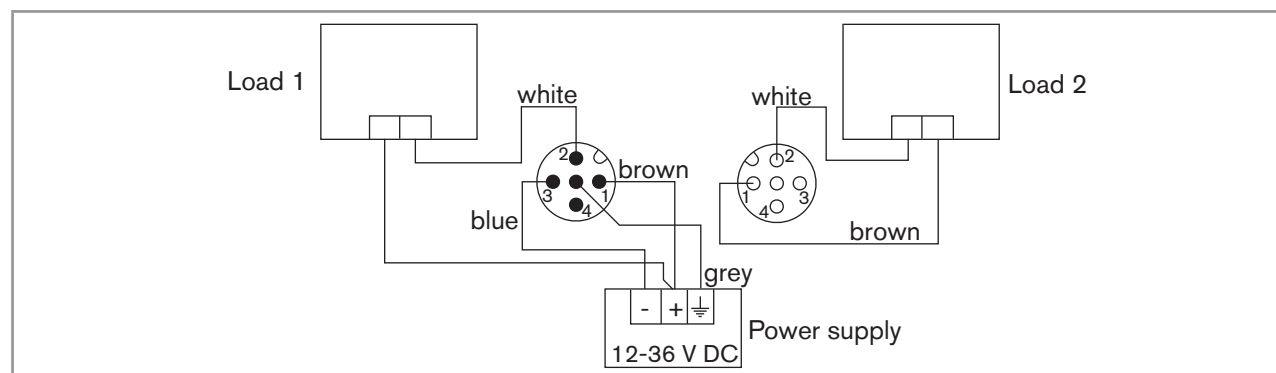 Load 1
white
2
3
1
4
brown
blue
grey
- +
12-36 V DC
Power supply
white
2
1
3
4
brown
Load 2